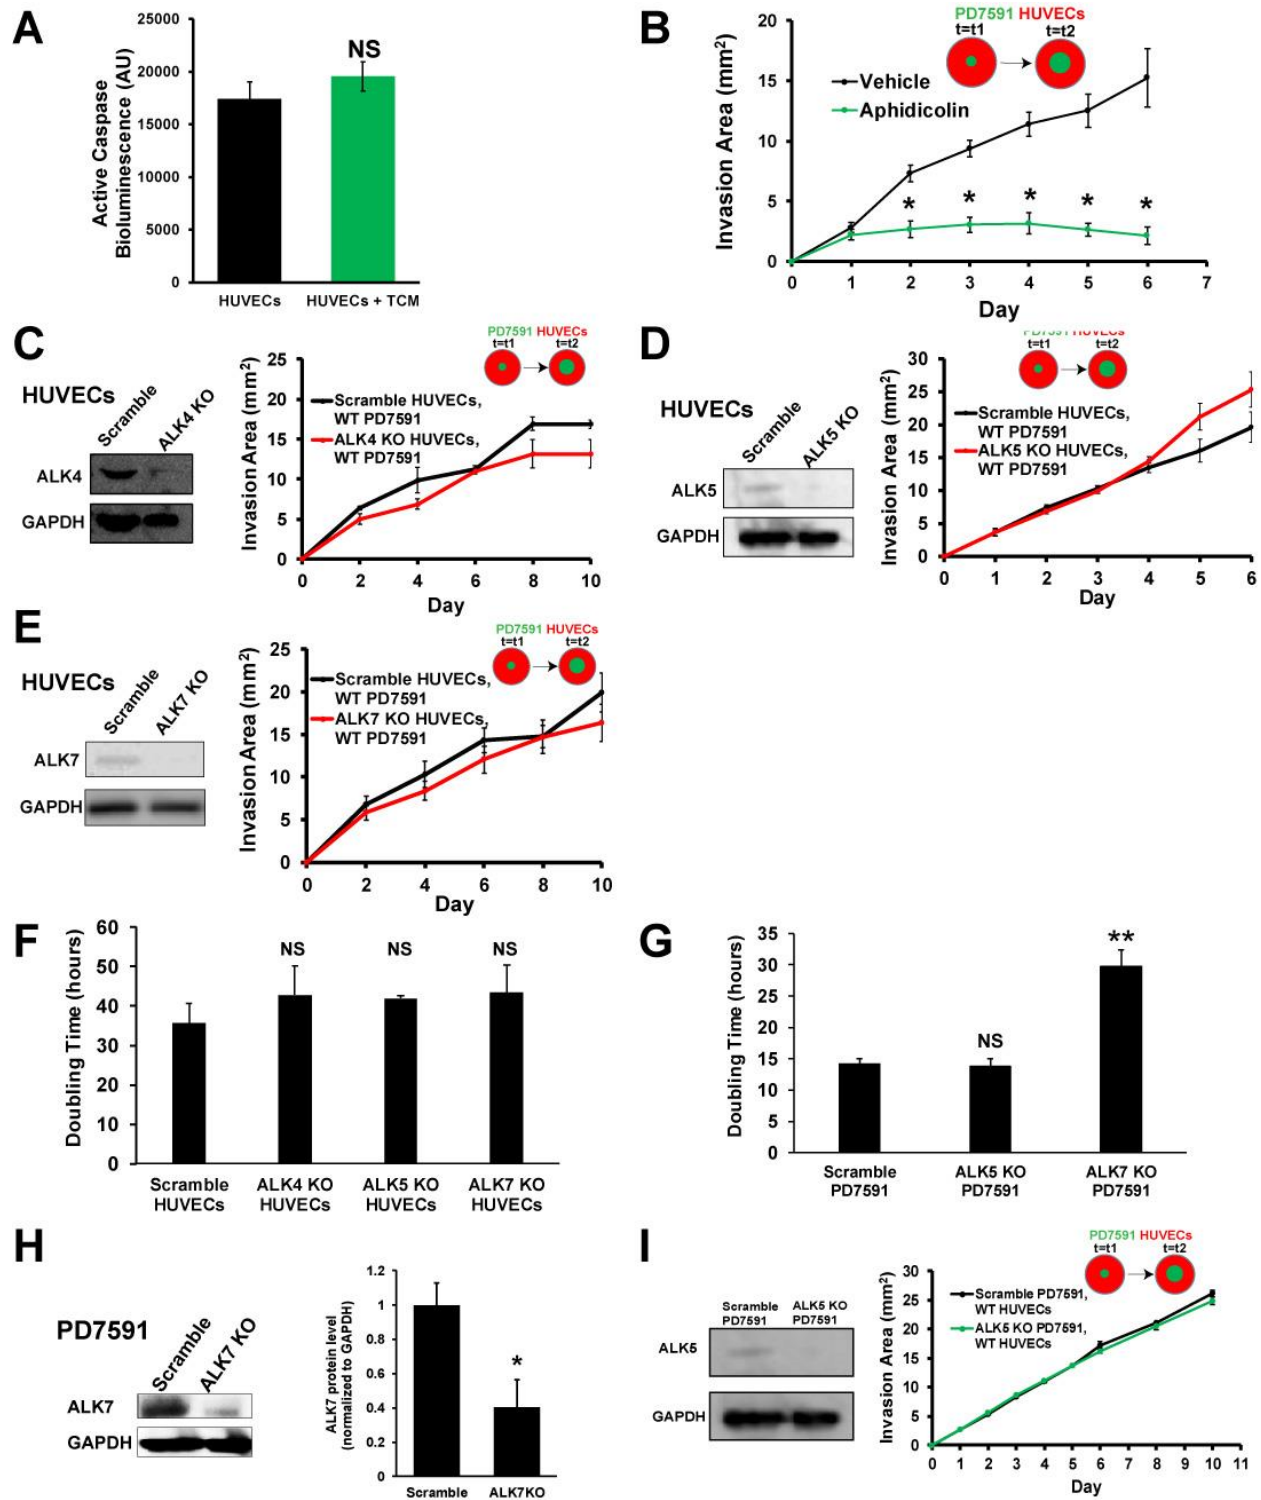 A
Active Caspase
Bioluminescence (AU)
25000
20000
15000
10000
5000
0
NS
HUVECs
HUVECs + TCM
B
Invasion Area (mm²)
20
15
10
5
0
PD7591 HUVECs
t=t1
t=t2
Vehicle
Aphidicolin
*
*
*
*
*
0 1 2 3 4 5 6 7
Day
C
HUVECs
Scramble
ALK4 KO
ALK4
GAPDH
Invasion Area (mm²)
25
20
15
10
5
0
PD7591 HUVECs
t=t1
t=t2
Scramble HUVECs,
WT PD7591
ALK4 KO HUVECs,
WT PD7591
0 2 4 6 8 10
Day
D
HUVECs
Scramble
ALK5 KO
ALK5
GAPDH
Invasion Area (mm²)
30
25
20
15
10
5
0
PD7591 HUVECs
t=t1
t=t2
Scramble HUVECs,
WT PD7591
ALK5 KO HUVECs,
WT PD7591
0 1 2 3 4 5 6
Day
E
HUVECs
Scramble
ALK7 KO
ALK7
GAPDH
Invasion Area (mm²)
25
20
15
10
5
0
PD7591 HUVECs
t=t1
t=t2
Scramble HUVECs,
WT PD7591
ALK7 KO HUVECs,
WT PD7591
0 2 4 6 8 10
Day
F
Doubling Time (hours)
60
50
40
30
20
10
0
NS
NS
NS
Scramble
HUVECs
ALK4 KO
HUVECs
ALK5 KO
HUVECs
ALK7 KO
HUVECs
G
Doubling Time (hours)
35
30
25
20
15
10
5
0
NS
**
Scramble
PD7591
ALK5 KO
PD7591
ALK7 KO
PD7591
H
PD7591
Scramble
ALK7 KO
ALK7
GAPDH
ALK7 protein level
(normalized to GAPDH)
1.2
1
0.8
0.6
0.4
0.2
0
*
Scramble
ALK7KO
I
Scramble
PD7591
ALK5 KO
PD7591
ALK5
GAPDH
Invasion Area (mm²)
30
25
20
15
10
5
0
PD7591 HUVECs
t=t1
t=t2
Scramble PD7591,
WT HUVECs
ALK5 KO PD7591,
WT HUVECs
0 1 2 3 4 5 6 7 8 9 10 11
Day